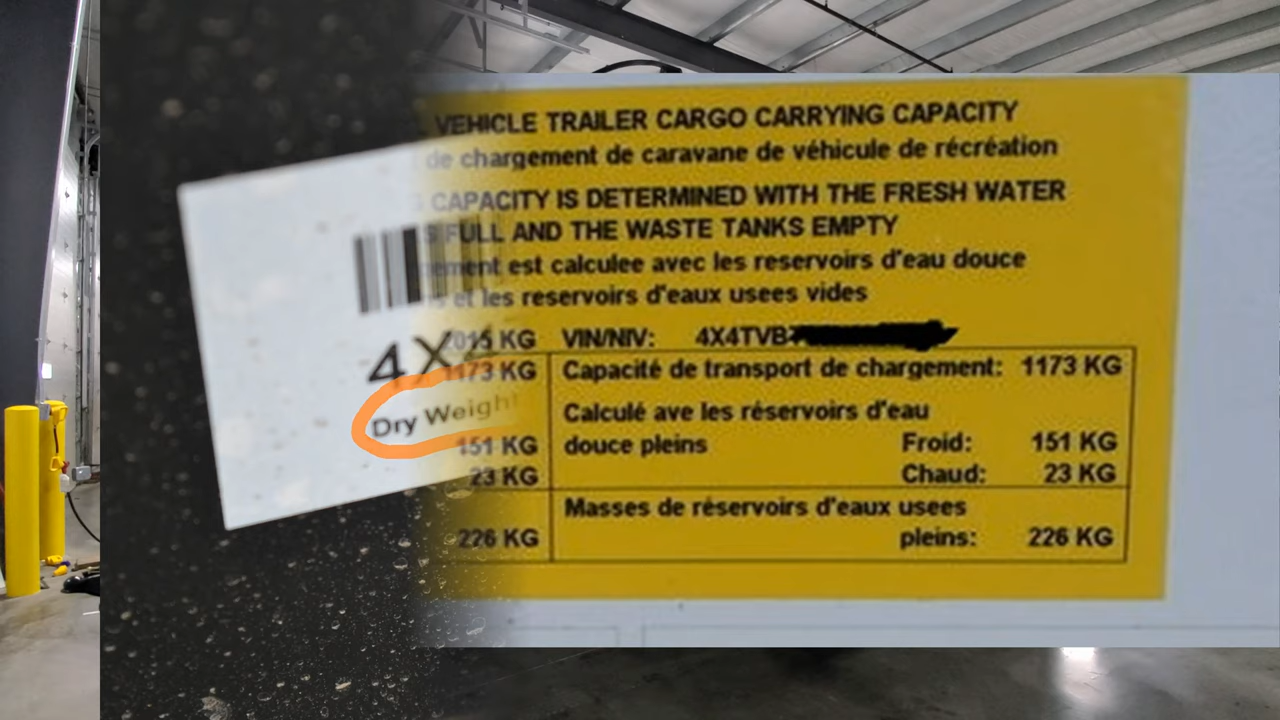 VEHICLE TRAILER CARGO CARRYING CAPACITY
de chargement de caravane de véhicule de récréation
CAPACITY IS DETERMINED WITH THE FRESH WATER
FULL AND THE WASTE TANKS EMPTY
est calculee avec les reservoirs d'eau douce
et les reservoirs d'eaux usees vides
KG VIN/NIV: 4X4TVB
4X4
1173 KG Capacité de transport de chargement: 1173 KG
Dry Weight
Calculé ave les réservoirs d'eau
151 KG douce pleins Froid: 151 KG
23 KG Chaud: 23 KG
Masses de réservoirs d'eaux usees
226 KG pleins: 226 KG